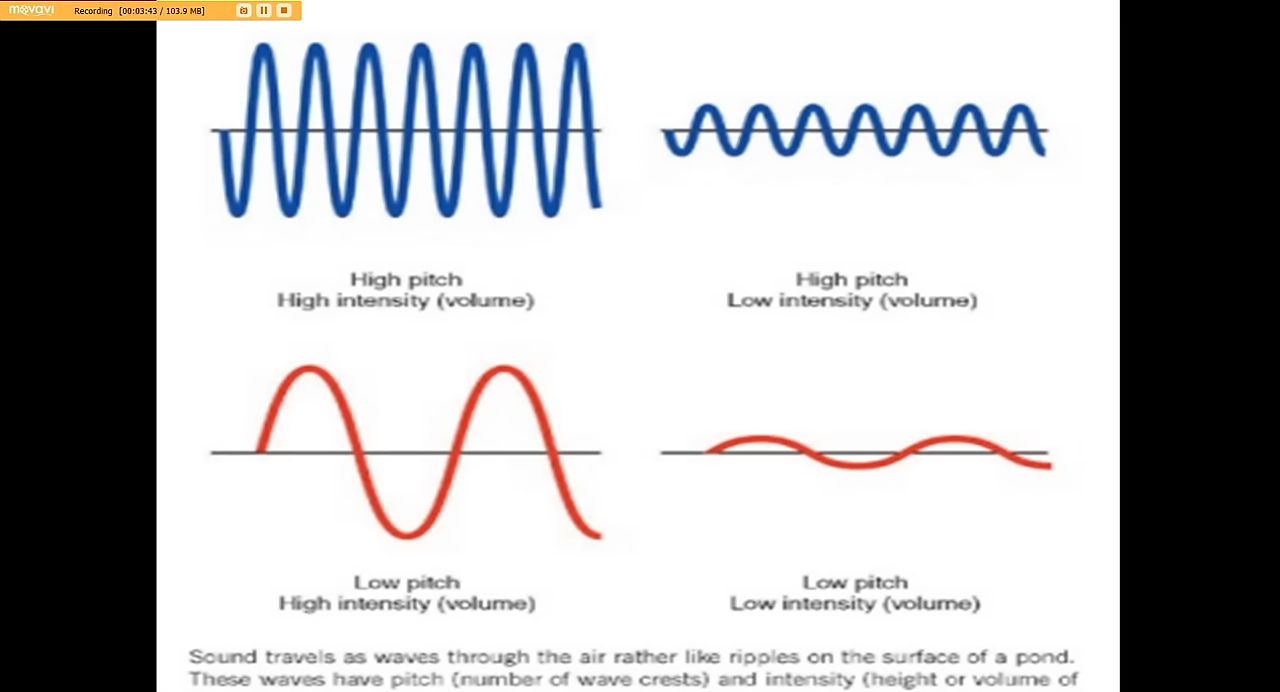 movavi
Recording [00:03:43 / 103.9 MB]
High pitch
High intensity (volume)
High pitch
Low intensity (volume)
Low pitch
High intensity (volume)
Low pitch
Low intensity (volume)
Sound travels as waves through the air rather like ripples on the surface of a pond.
These waves have pitch (number of wave crests) and intensity (height or volume of